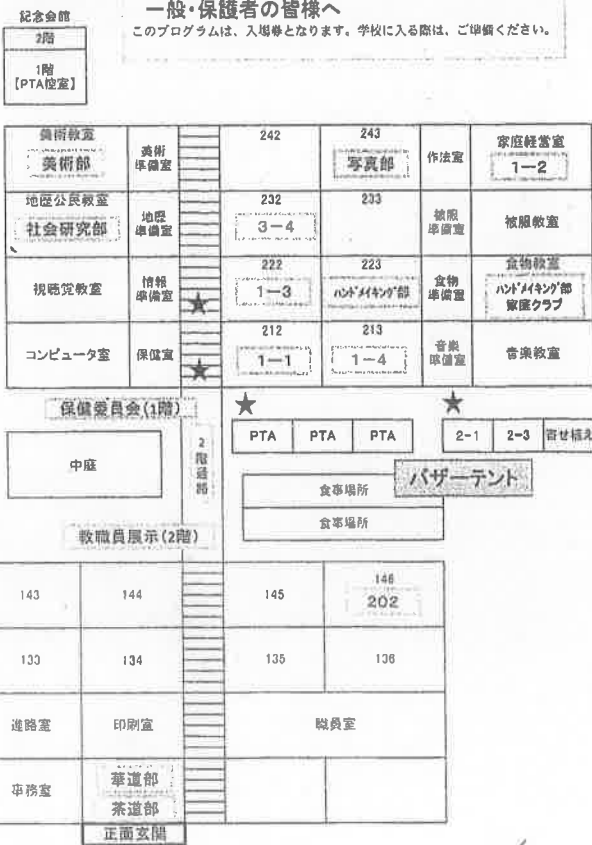 一般・保護者の皆様へ
このプログラムは、入場券となります。学校に入る際は、ご準備ください。
記念会館
2階
1階
【PTA控室】
美術教室
美術部
美術
準備室
242
243
写真部
作法室
家庭経営室
1-2
地歴公民教室
社会研究部
地歴
準備室
232
3-4
233
被服
準備室
被服教室
視聴覚教室
情報
準備室
222
1-3
223
ハンドメイキング部
食物
準備室
食物教室
ハンドメイキング部
家庭クラブ
コンピュータ室
保健室
212
1-1
213
1-4
音楽
準備室
音楽教室
保健委員会(1階)
中庭
2階通路
PTA
PTA
PTA
2-1
2-3
寄せ植え
バザーテント
食事場所
食事場所
教職員展示(2階)
143
144
145
146
202
133
134
135
136
進路室
印刷室
職員室
事務室
華道部
茶道部
正面玄関